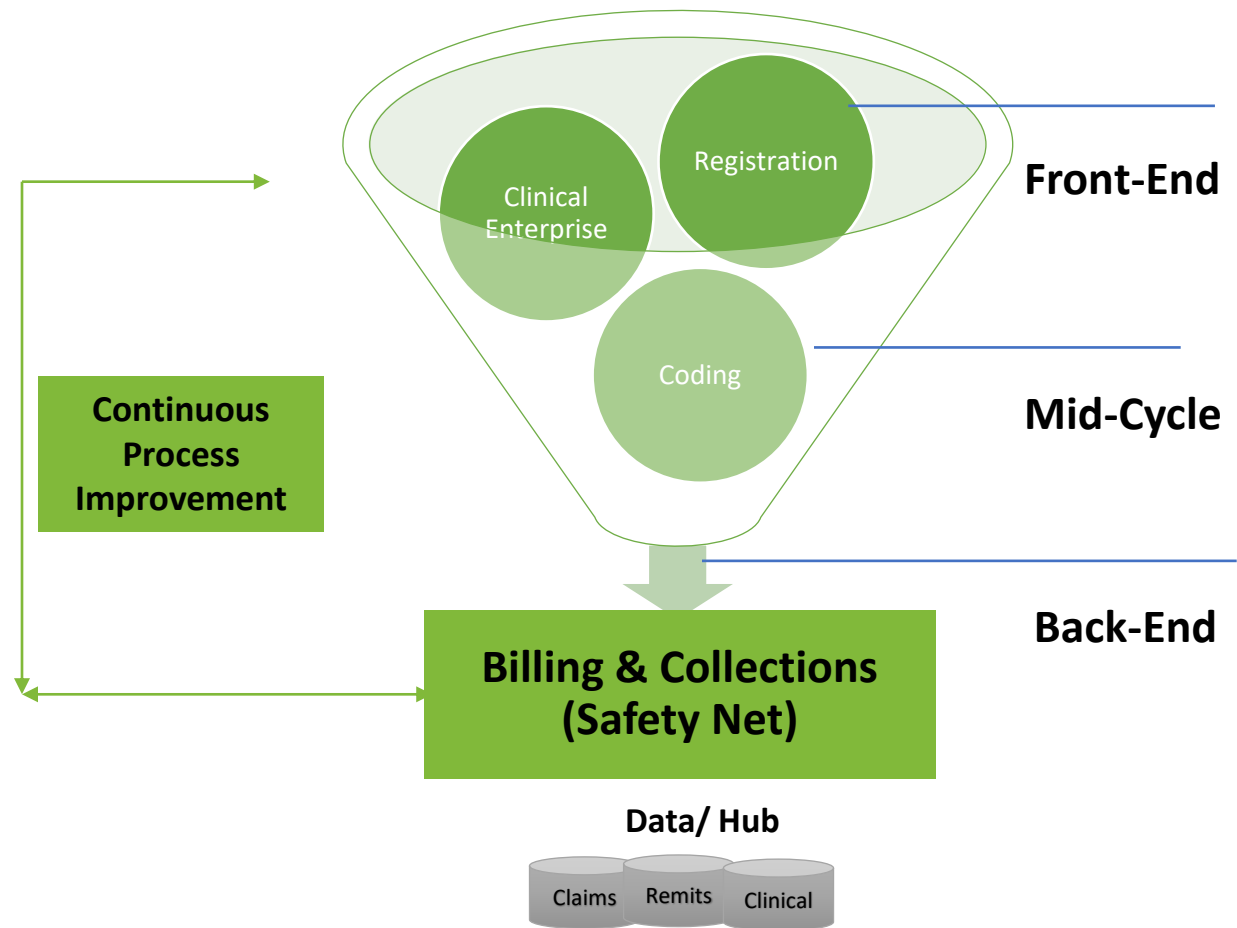 Registration
Clinical
Enterprise
Front-End
Coding
Mid-Cycle
Continuous
Process
Improvement
Back-End
Billing & Collections
(Safety Net)
Data/ Hub
Claims
Remits
Clinical